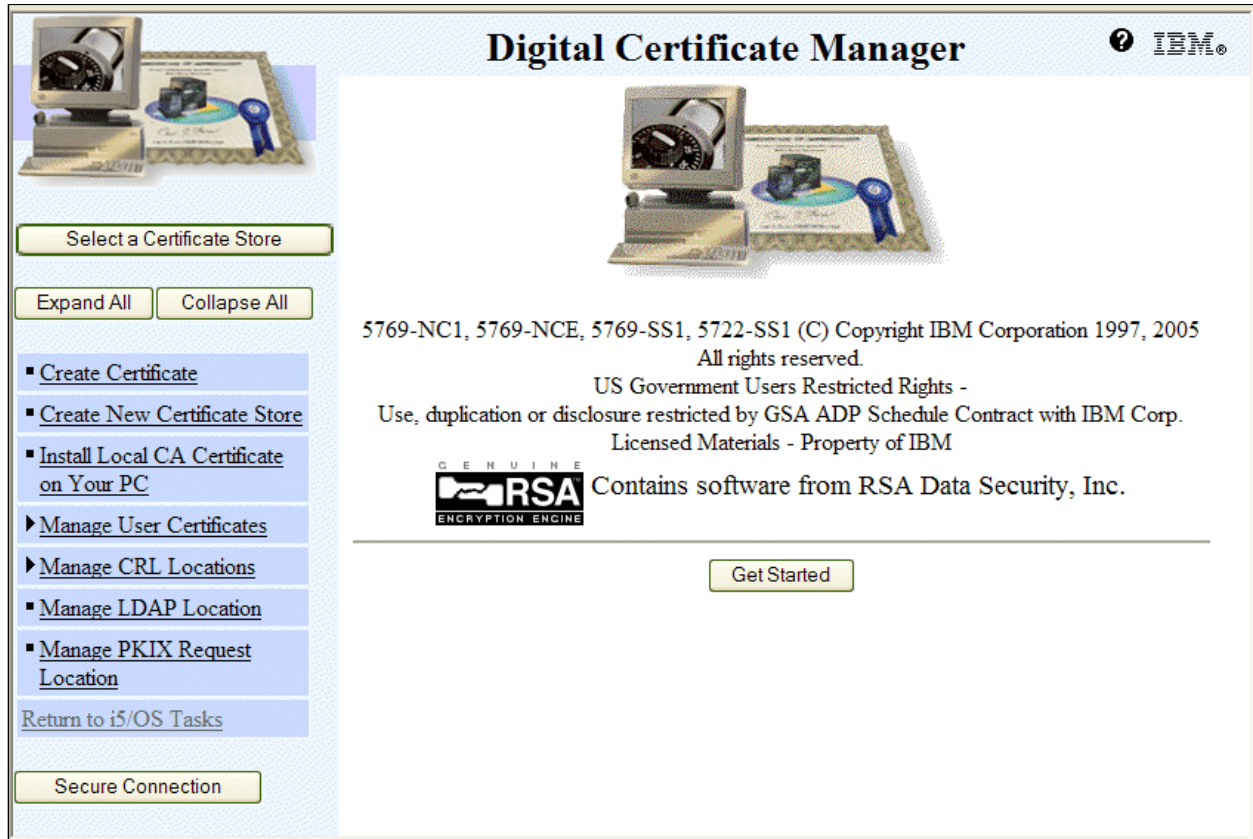 Digital Certificate Manager
? IBM®
Select a Certificate Store
Expand All
Collapse All
Create Certificate
Create New Certificate Store
Install Local CA Certificate
on Your PC
Manage User Certificates
Manage CRL Locations
Manage LDAP Location
Manage PKIX Request
Location
Return to i5/OS Tasks
Secure Connection
5769-NC1, 5769-NCE, 5769-SS1, 5722-SS1 (C) Copyright IBM Corporation 1997, 2005
All rights reserved.
US Government Users Restricted Rights -
Use, duplication or disclosure restricted by GSA ADP Schedule Contract with IBM Corp.
Licensed Materials - Property of IBM
GENUINE
RSA
ENCRYPTION ENGINE
Contains software from RSA Data Security, Inc.
Get Started